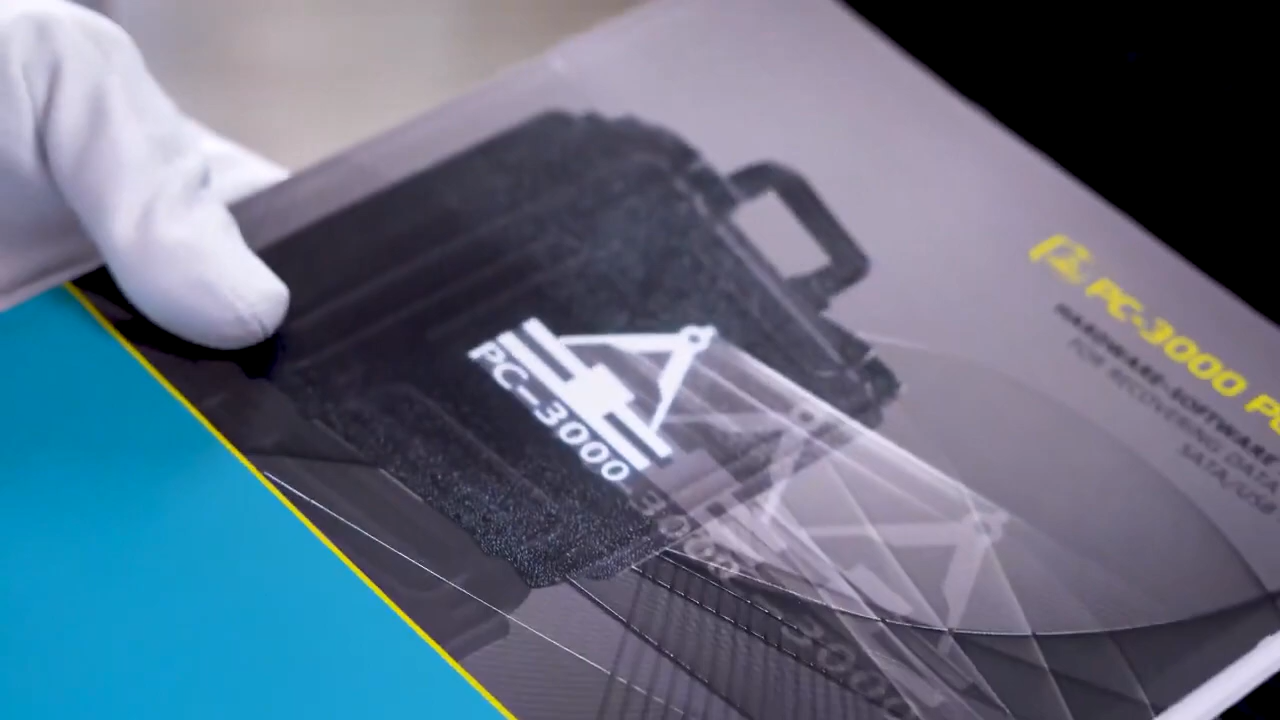 PC-3000
PC-3000
HARDWARE-SOFTWARE
FOR RECOVERING DATA
SATA/USB